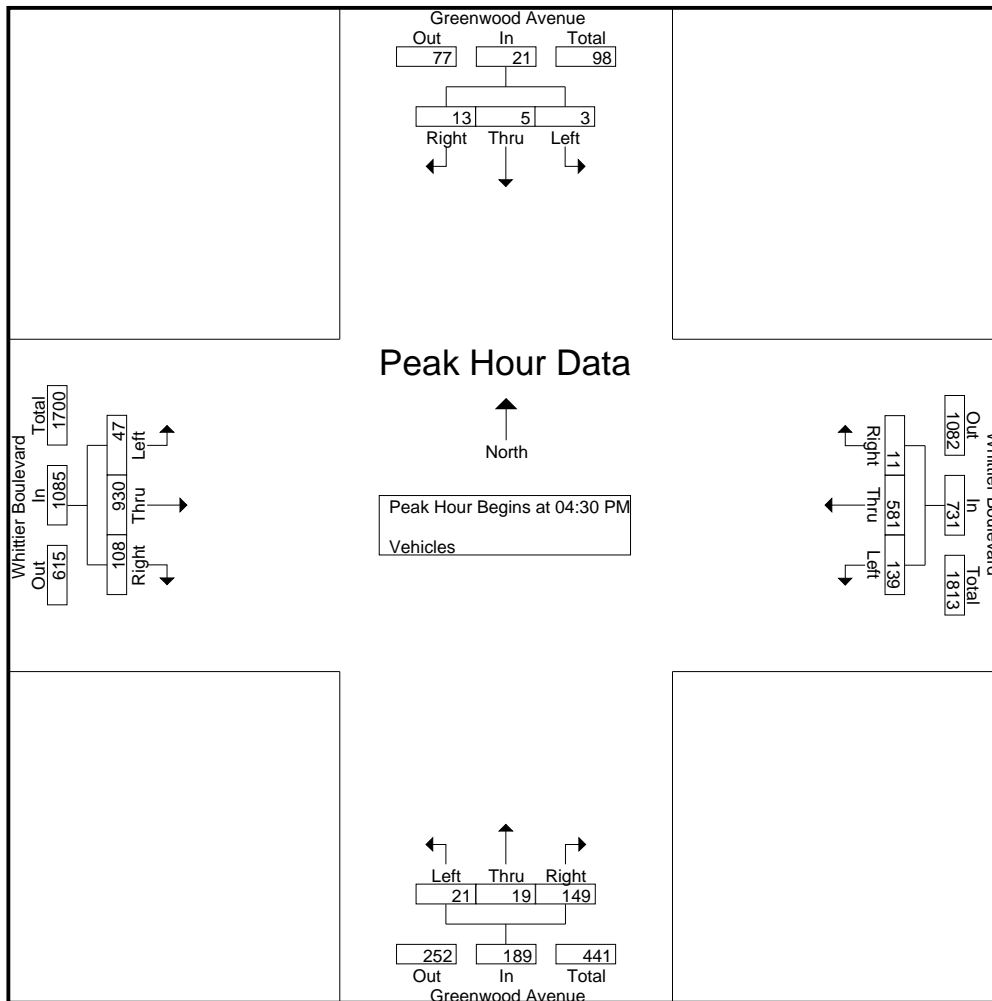 Greenwood Avenue
Out In Total
77 21 98
13 5 3
Right Thru Left
Peak Hour Data
North
Peak Hour Begins at 04:30 PM
Vehicles
Whittier Boulevard
Total In Out
1700 1085 615
47 930 108
Left Thru Right
Whittier Boulevard
Out In Total
1082 731 1813
11 581 139
Right Thru Left
Left Thru Right
21 19 149
252 189 441
Out In Total
Greenwood Avenue